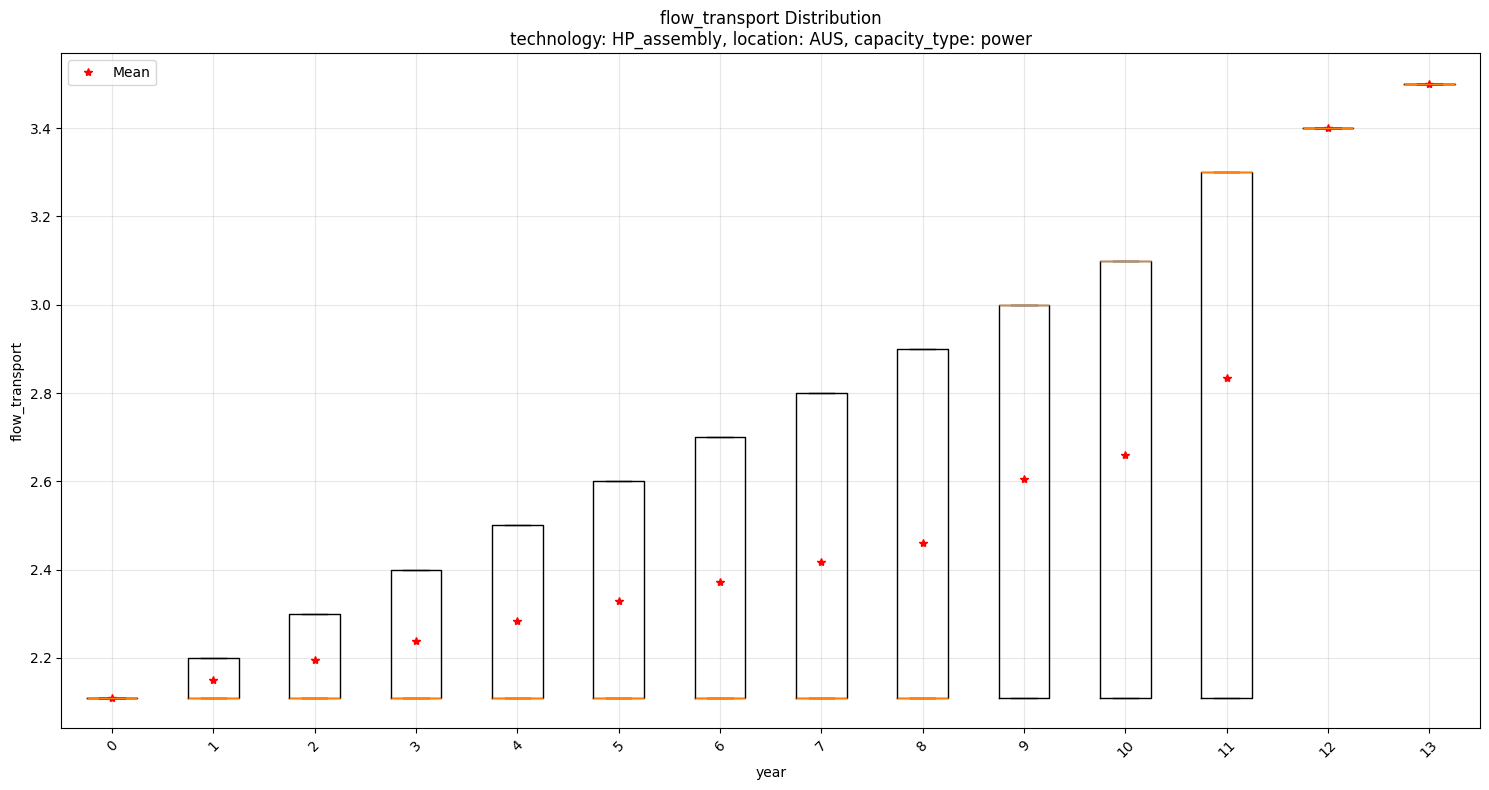 flow_transport Distribution
technology: HP_assembly, location: AUS, capacity_type: power
Mean
flow_transport
3.4
3.2
3.0
2.8
2.6
2.4
2.2
0 1 2 3 4 5 6 7 8 9 10 11 12 13
year